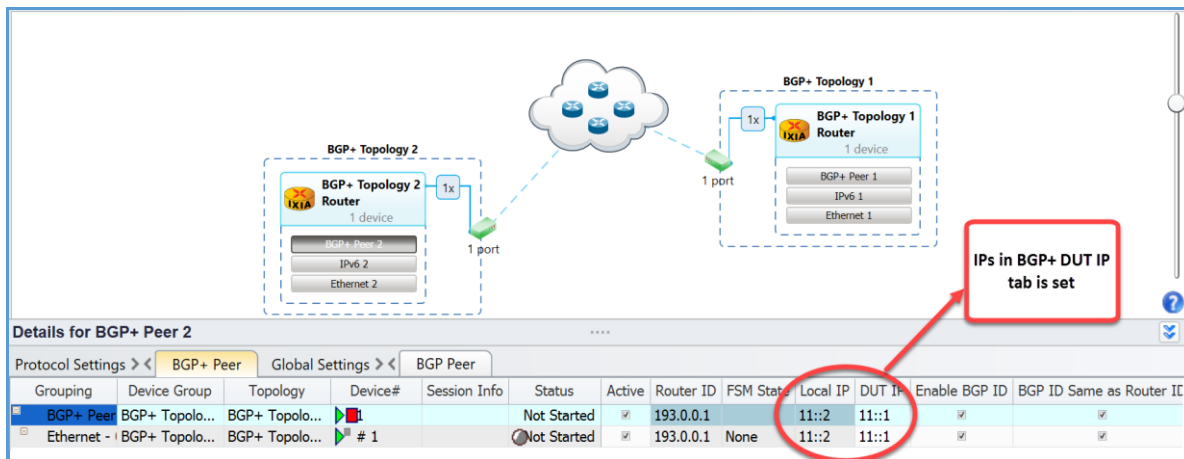 BGP+ Topology 1
1x
BGP+ Topology 1
Router
IXIA
1 device
BGP+ Peer 1
IPv6 1
Ethernet 1
1 port
BGP+ Topology 2
BGP+ Topology 2
Router
IXIA
1 device
1x
BGP+ Peer 2
IPv6 2
Ethernet 2
1 port
IPs in BGP+ DUT IP
tab is set
?
Details for BGP+ Peer 2
Protocol Settings BGP+ Peer Global Settings BGP Peer
Grouping Device Group Topology Device# Session Info Status Active Router ID FSM State Local IP DUT IP Enable BGP ID BGP ID Same as Router ID
BGP+ Peer BGP+ Topolo... BGP+ Topolo... 1 Not Started 193.0.0.1 11::2 11::1
Ethernet - BGP+ Topolo... BGP+ Topolo... # 1 Not Started 193.0.0.1 None 11::2 11::1